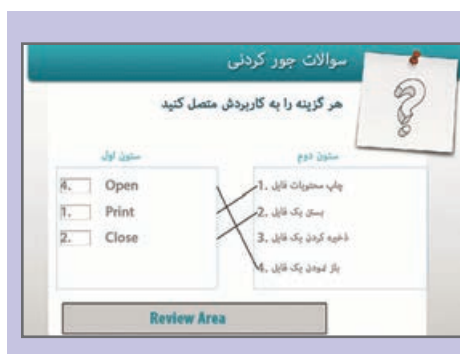 سوالات جور کردنی
هر گزینه را به کاربردش متصل کنید
ستون اول
ستون دوم
4. Open
1. Print
2. Close
1. چاپ محتویات فایل
2. بستن یک فایل
3. ذخیره کردن یک فایل
4. باز نمودن یک فایل
Review Area